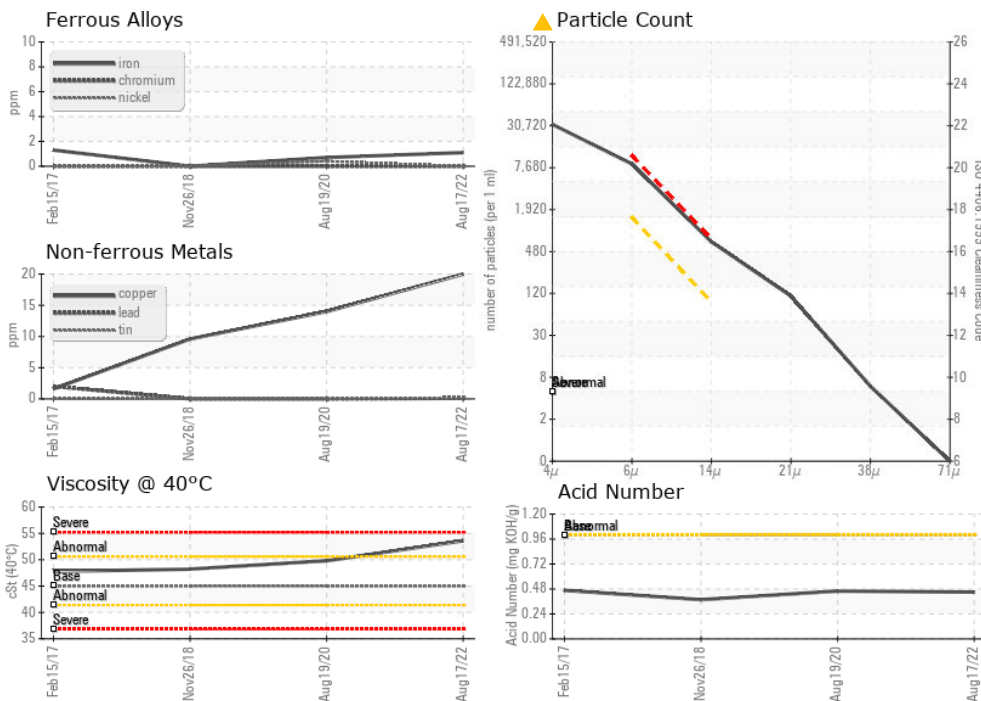 Ferrous Alloys
10
8
6
4
2
0
ppm
iron
chromium
nickel
Feb15/17
Nov26/18
Aug19/20
Aug17/22
Non-ferrous Metals
20
15
10
5
0
ppm
copper
lead
tin
Feb15/17
Nov26/18
Aug19/20
Aug17/22
Viscosity @ 40°C
60
55
50
45
40
35
cSt (40°C)
Severe
Abnormal
Base
Abnormal
Severe
Feb15/17
Nov26/18
Aug19/20
Aug17/22
Particle Count
491,520
122,880
30,720
7,680
1,920
480
120
30
8
2
0
number of particles (per 1 ml)
26
24
22
20
18
16
14
12
10
8
6
ISO 4406:1999 Cleanliness Code
Abnormal
4µ
6µ
14µ
21µ
38µ
71µ
Acid Number
1.20
0.96
0.72
0.48
0.24
0.00
Acid Number (mg KOH/g)
Abnormal
Feb15/17
Nov26/18
Aug19/20
Aug17/22